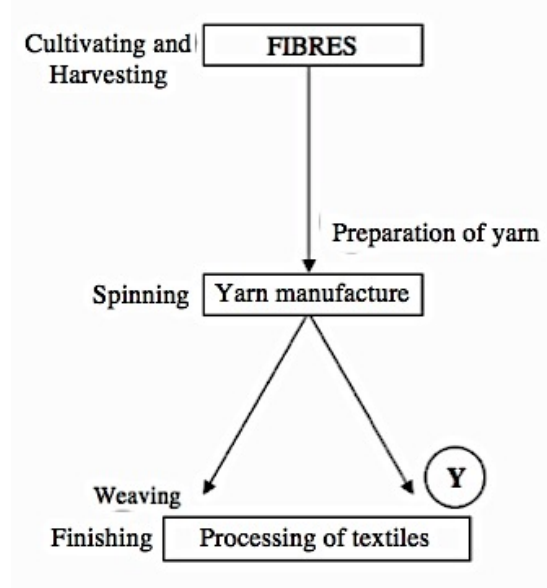 Cultivating and
Harvesting
FIBRES
Preparation of yarn
Spinning
Yarn manufacture
Weaving
Y
Finishing
Processing of textiles